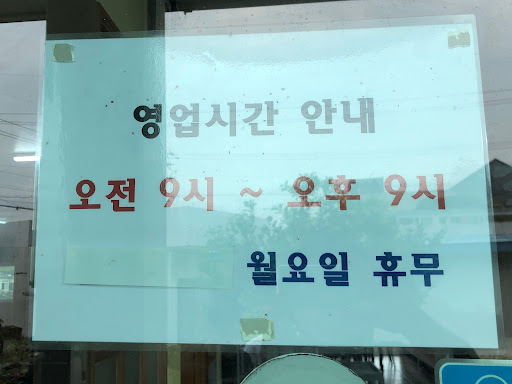 영업시간 안내
오전 9시 ~ 오후 9시
월요일 휴무